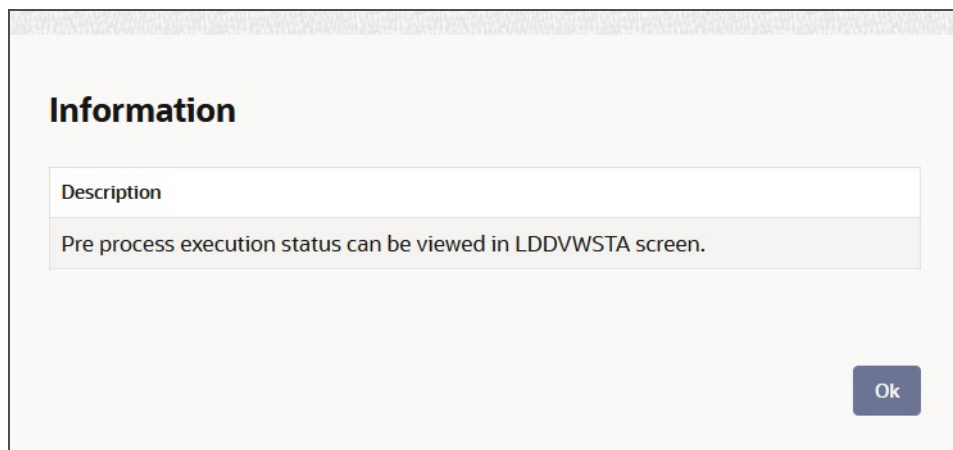 Information
Description
Pre process execution status can be viewed in LDDVWSTA screen.
Ok